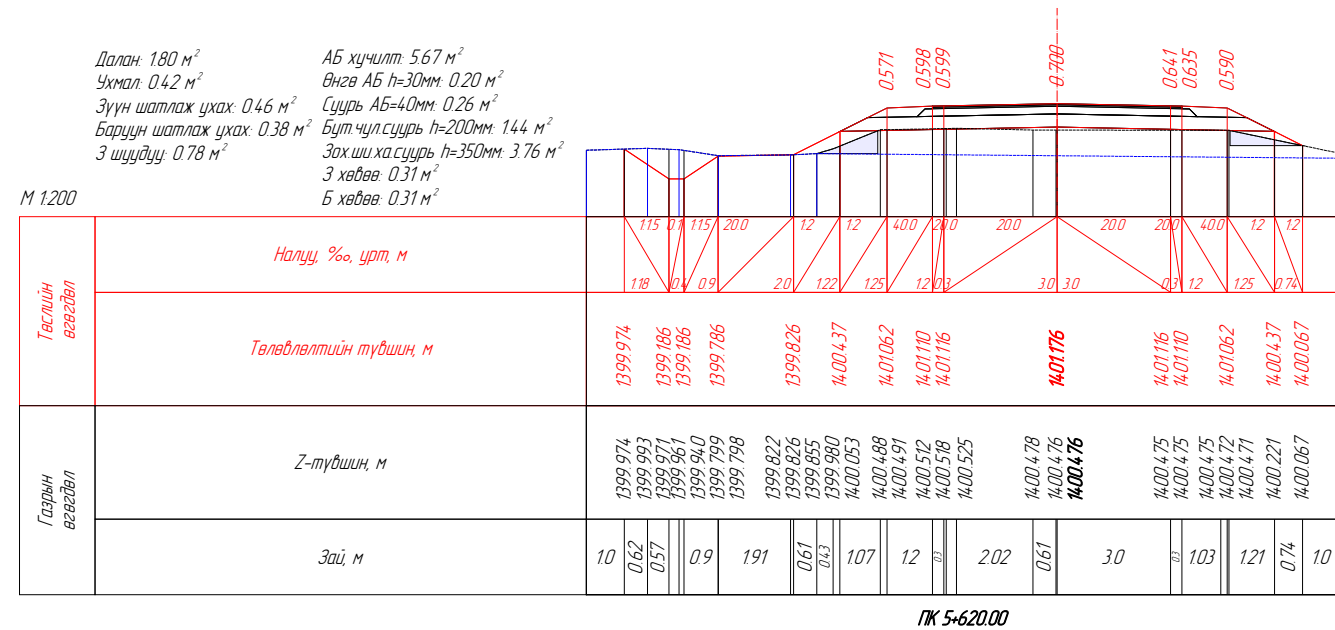 Далан: 1.80 м²
Ухмал: 0.42 м²
Зүүн шатлаж ухах: 0.46 м²
Баруун шатлаж ухах: 0.38 м²
З шуудуу: 0.78 м²
АБ хучилт: 5.67 м²
Өнгө АБ h=30мм: 0.20 м²
Суурь АБ=40мм: 0.26 м²
Бут.чул.суурь h=200мм: 1.44 м²
Зох.ши.ха.суурь h=350мм: 3.76 м²
З хөвөө: 0.31 м²
Б хөвөө: 0.31 м²
0.571 0.598 0.599 0.700 0.641 0.635 0.590
М 1:200
Төслийн өгөгдөл
Налуу, ‰, урт, м
1:1.5 0.1 1:1.5 20.0 1:2 1:2 40.0 20.0 20.0 20.0 20.0 40.0 1:2 1:2
1.18 0.4 0.9 2.0 1.22 1.25 1.2 0.3 3.0 3.0 0.3 1.2 1.25 0.74
Төлөвлөлтийн түвшин, м
1399.974 1399.186 1399.186 1399.786 1399.826 1400.437 1401.062 1401.110 1401.116 1401.176 1401.116 1401.110 1401.062 1400.437 1400.067
Газрын өгөгдөл
Z-түвшин, м
1399.974 1399.993 1399.971 1399.961 1399.940 1399.799 1399.798 1399.822 1399.826 1399.855 1399.980 1400.053 1400.488 1400.491 1400.512 1400.518 1400.525 1400.478 1400.476 1400.476 1400.475 1400.475 1400.475 1400.472 1400.471 1400.221 1400.067
Зай, м
1.0 0.62 0.57 0.9 1.91 0.61 0.43 1.07 1.2 0.3 2.02 0.61 3.0 0.3 1.03 1.21 0.74 1.0
ПК 5+620.00